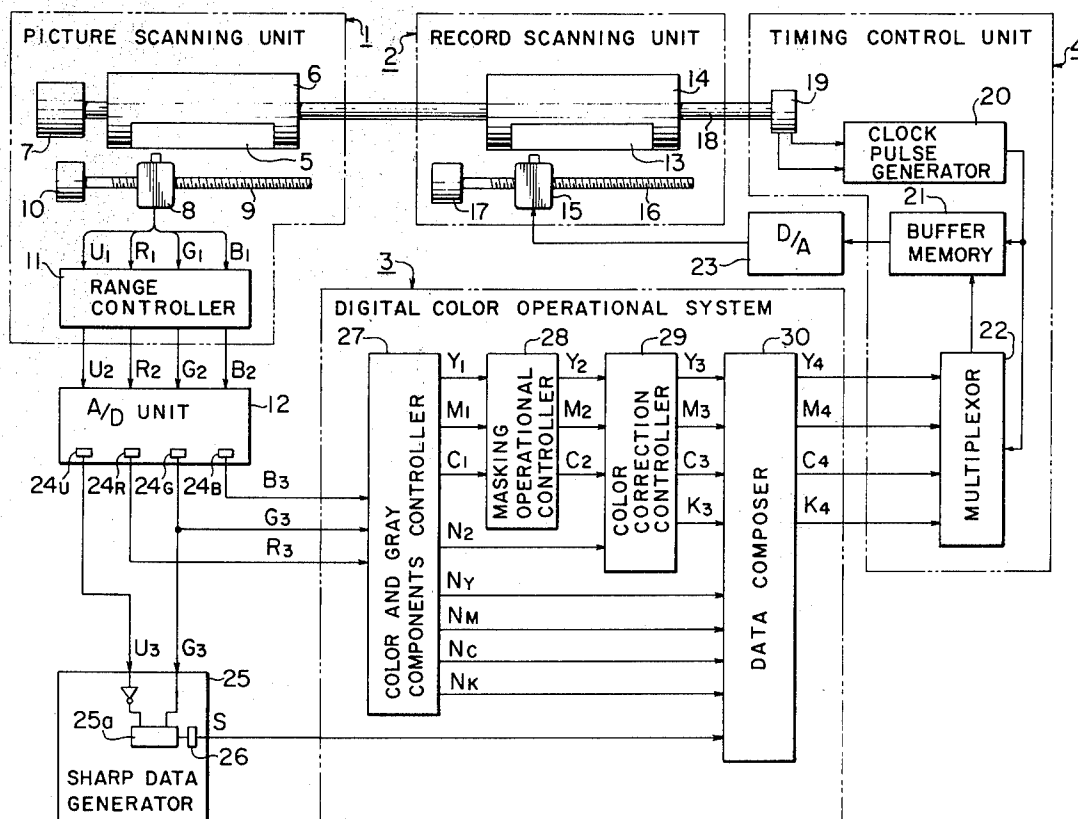 PICTURE SCANNING UNIT
1
2
RECORD SCANNING UNIT
TIMING CONTROL UNIT
4
6
14
19
20
7
5
13
18
CLOCK
PULSE
GENERATOR
10
8
9
17
15
16
21
BUFFER
MEMORY
D/A
23
U1
R1
G1
B1
11
RANGE
CONTROLLER
3
DIGITAL COLOR OPERATIONAL SYSTEM
U2
R2
G2
B2
27
28
29
30
22
A/D UNIT
12
24U
24R
24G
24B
B3
G3
R3
COLOR AND GRAY
COMPONENTS CONTROLLER
Y1
M1
C1
N2
NY
NM
NC
NK
MASKING
OPERATIONAL
CONTROLLER
Y2
M2
C2
COLOR
CORRECTION
CONTROLLER
Y3
M3
C3
K3
DATA COMPOSER
Y4
M4
C4
K4
MULTIPLEXOR
U3
G3
25
25a
S
26
SHARP DATA
GENERATOR